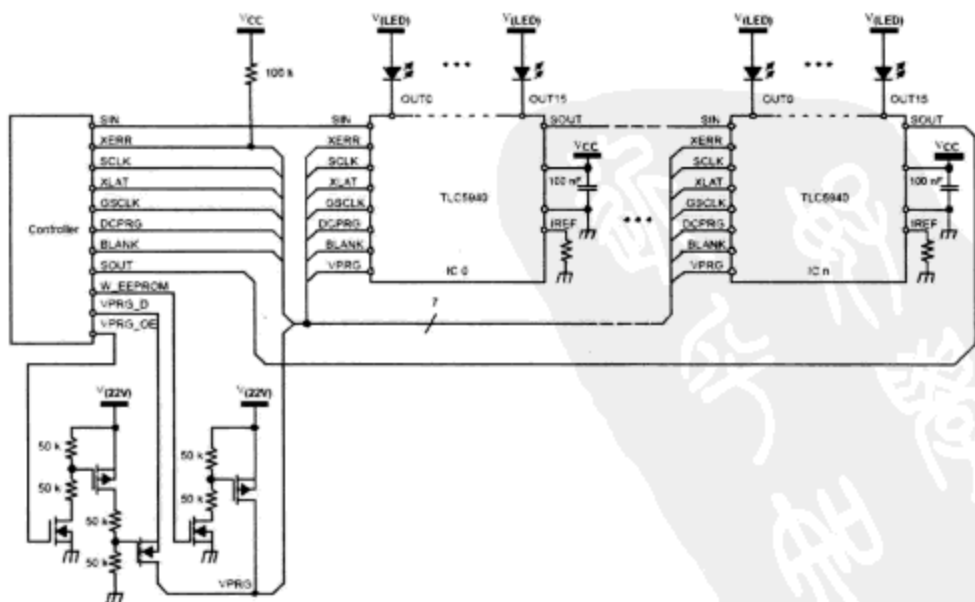 VCC
V(LED)
V(LED)
V(LED)
V(LED)
100 k
OUT0
OUT15
OUT0
OUT15
Controller
SIN
XERR
SCLK
XLAT
GSCLK
DCPRG
BLANK
SOUT
W_EEPROM
VPRG_D
VPRG_OE
SIN
XERR
SCLK
XLAT
GSCLK
DCPRG
BLANK
VPRG
TLC5940
IC 0
SOUT
VCC
100 nF
IREF
SIN
XERR
SCLK
XLAT
GSCLK
DCPRG
BLANK
VPRG
TLC5940
IC n
SOUT
VCC
100 nF
IREF
7
V(22V)
V(22V)
50 k
50 k
50 k
50 k
50 k
50 k
VPRG